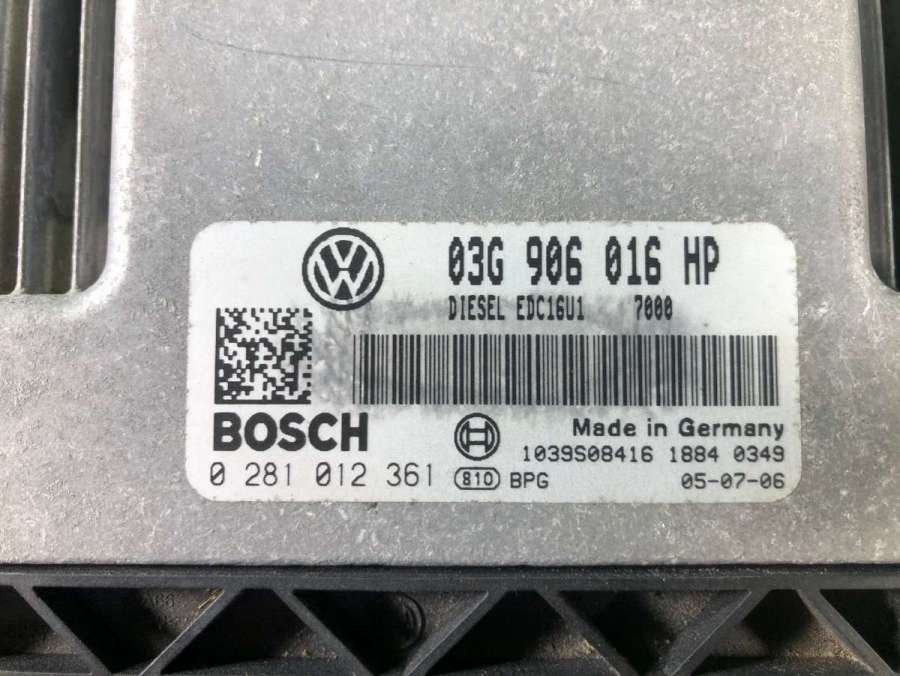 03G 906 016 HP
DIESEL EDC16U1 7000
BOSCH
Made in Germany
1039S08416 1884 0349
0 281 012 361 810 BPG 05-07-06